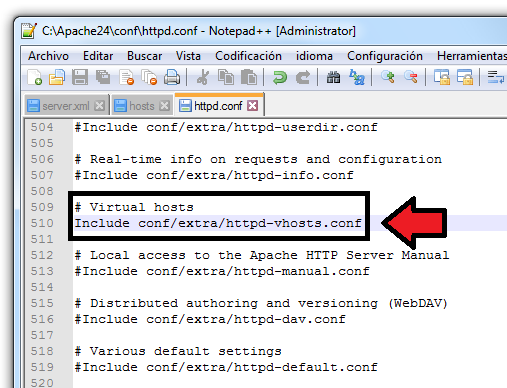 C:\Apache24\conf\httpd.conf - Notepad++ [Administrator]
Archivo Editar Buscar Vista Codificación idioma Configuración Herramientas
server.xml hosts httpd.conf
504 #Include conf/extra/httpd-userdir.conf
505
506 # Real-time info on requests and configuration
507 #Include conf/extra/httpd-info.conf
508
509 # Virtual hosts
510 Include conf/extra/httpd-vhosts.conf
511
512 # Local access to the Apache HTTP Server Manual
513 #Include conf/extra/httpd-manual.conf
514
515 # Distributed authoring and versioning (WebDAV)
516 #Include conf/extra/httpd-dav.conf
517
518 # Various default settings
519 #Include conf/extra/httpd-default.conf
520